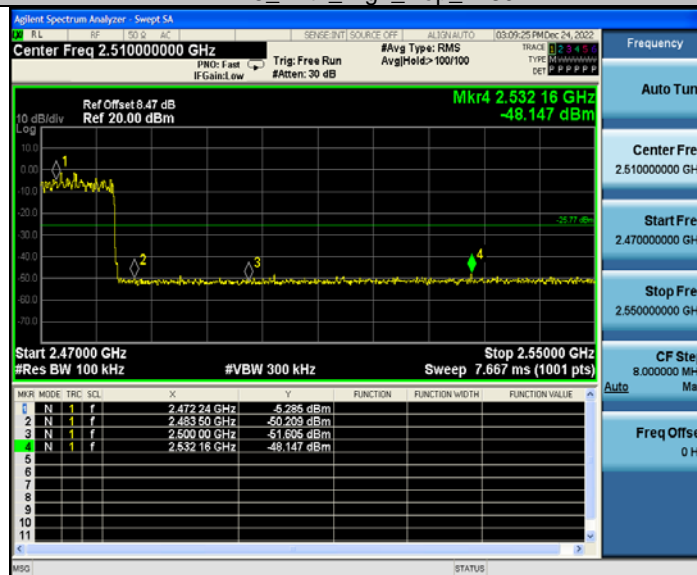 Agilent Spectrum Analyzer - Swept SA
RL RF 50 Ω AC SENSE:INT SOURCE OFF ALIGN AUTO 03:09:25 PM Dec 24, 2022
Center Freq 2.510000000 GHz
PNO: Fast
IFGain:Low
Trig: Free Run
#Atten: 30 dB
#Avg Type: RMS
Avg|Hold:>100/100
TRACE 1 2 3 4 5 6
TYPE M
DET P P P P P P
Ref Offset 8.47 dB
10 dB/div Ref 20.00 dBm
Log
Mkr4 2.532 16 GHz
-48.147 dBm
10.0
0.00
-10.0
-20.0
-30.0
-40.0
-50.0
-60.0
-70.0
1
2
3
4
-25.77 dBm
Start 2.47000 GHz Stop 2.55000 GHz
#Res BW 100 kHz #VBW 300 kHz Sweep 7.667 ms (1001 pts)
MKR MODE TRC SCL X Y FUNCTION FUNCTION WIDTH FUNCTION VALUE
1 N 1 f 2.472 24 GHz -5.285 dBm
2 N 1 f 2.483 50 GHz -50.209 dBm
3 N 1 f 2.500 00 GHz -51.605 dBm
4 N 1 f 2.532 16 GHz -48.147 dBm
5
6
7
8
9
10
11
MSG STATUS
Frequency
Auto Tun
Center Fre
2.510000000 GH
Start Fre
2.470000000 GH
Stop Fre
2.550000000 GH
CF Ste
8.000000 MH
Auto Ma
Freq Offse
0 H